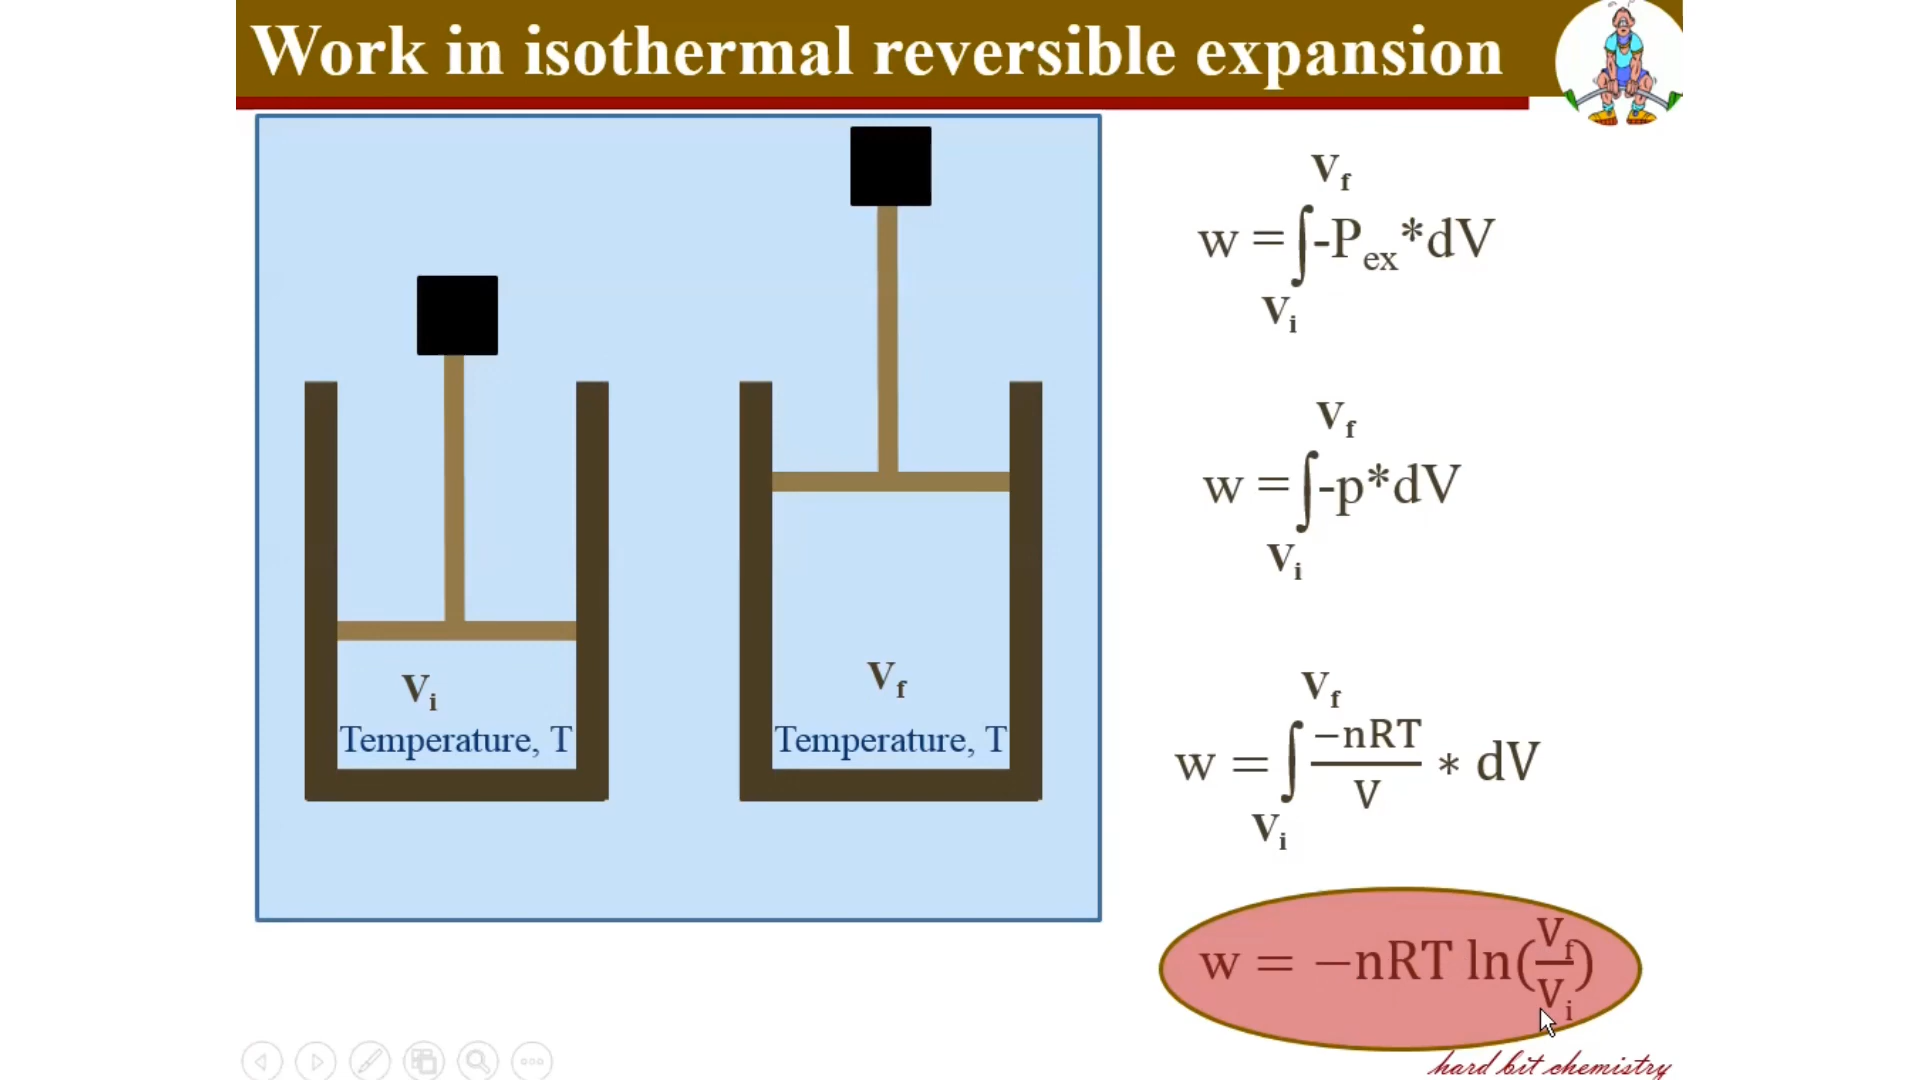 Work in isothermal reversible expansion
V_f
w = ∫-P_ex*dV
V_i
V_f
w = ∫-p*dV
V_i
V_i
Temperature, T
V_f
Temperature, T
V_f
w = ∫ −nRT/V ∗ dV
V_i
w = −nRT ln(V_f/V_i)
hard bit chemistry